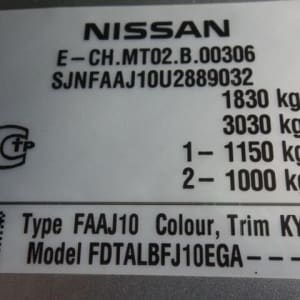 NISSAN
E-CH.MT02.B.00306
SJNFAAJ10U2889032
1830 kg
3030 kg
1- 1150 kg
2- 1000 kg
Type FAAJ10 Colour, Trim KY
Model FDTALBFJ10EGA---